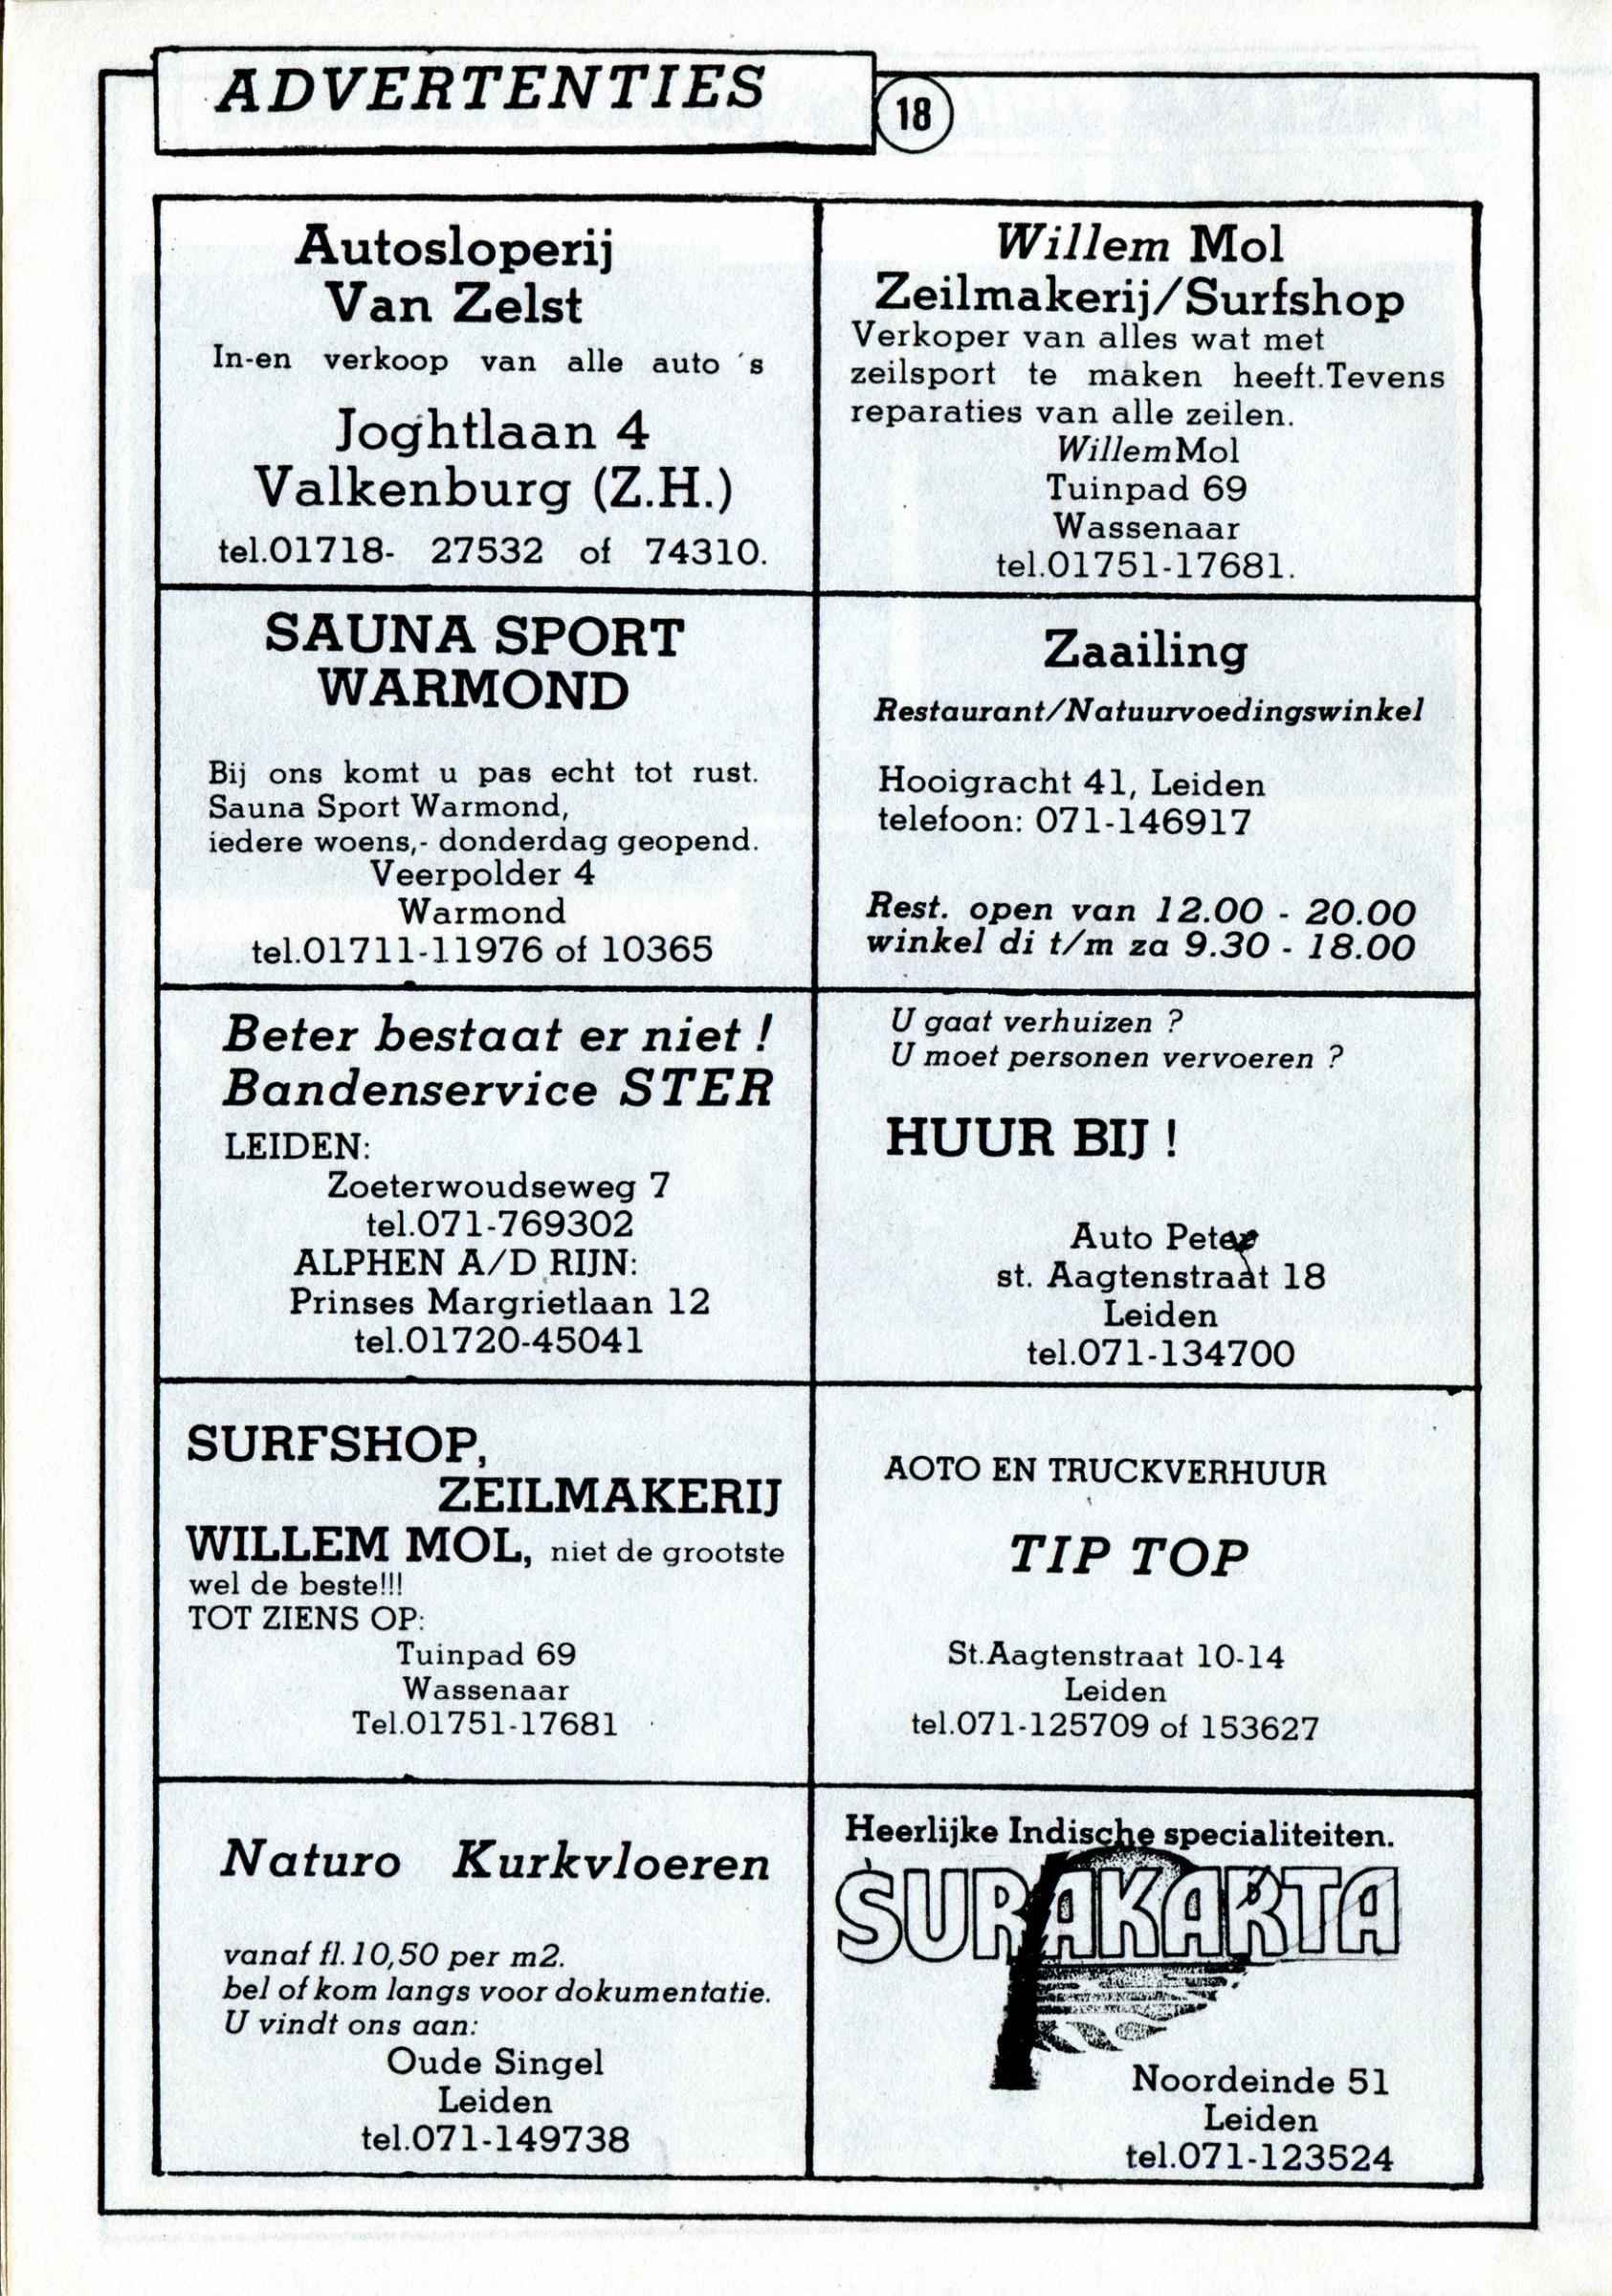 ADVERTENTIES
18
Autosloperij
Van Zelst
In-en verkoop van alle auto 's
Joghtlaan 4
Valkenburg (Z.H.)
tel.01718- 27532 of 74310.
Willem Mol
Zeilmakerij/Surfshop
Verkoper van alles wat met
zeilsport te maken heeft.Tevens
reparaties van alle zeilen.
WillemMol
Tuinpad 69
Wassenaar
tel.01751-17681.
SAUNA SPORT
WARMOND
Bij ons komt u pas echt tot rust.
Sauna Sport Warmond,
iedere woens,- donderdag geopend.
Veerpolder 4
Warmond
tel.01711-11976 of 10365
Zaailing
Restaurant/Natuurvoedingswinkel
Hooigracht 41, Leiden
telefoon: 071-146917
Rest. open van 12.00 - 20.00
winkel di t/m za 9.30 - 18.00
Beter bestaat er niet !
Bandenservice STER
LEIDEN:
Zoeterwoudseweg 7
tel.071-769302
ALPHEN A/D RIJN:
Prinses Margrietlaan 12
tel.01720-45041
U gaat verhuizen ?
U moet personen vervoeren ?
HUUR BIJ !
Auto Peter
st. Aagtenstraat 18
Leiden
tel.071-134700
SURFSHOP,
ZEILMAKERIJ
WILLEM MOL, niet de grootste
wel de beste!!!
TOT ZIENS OP:
Tuinpad 69
Wassenaar
Tel.01751-17681
AOTO EN TRUCKVERHUUR
TIP TOP
St.Aagtenstraat 10-14
Leiden
tel.071-125709 of 153627
Naturo Kurkvloeren
vanaf fl.10,50 per m2.
bel of kom langs voor dokumentatie.
U vindt ons aan:
Oude Singel
Leiden
tel.071-149738
Heerlijke Indische specialiteiten.
SURAKARTA
Noordeinde 51
Leiden
tel.071-123524